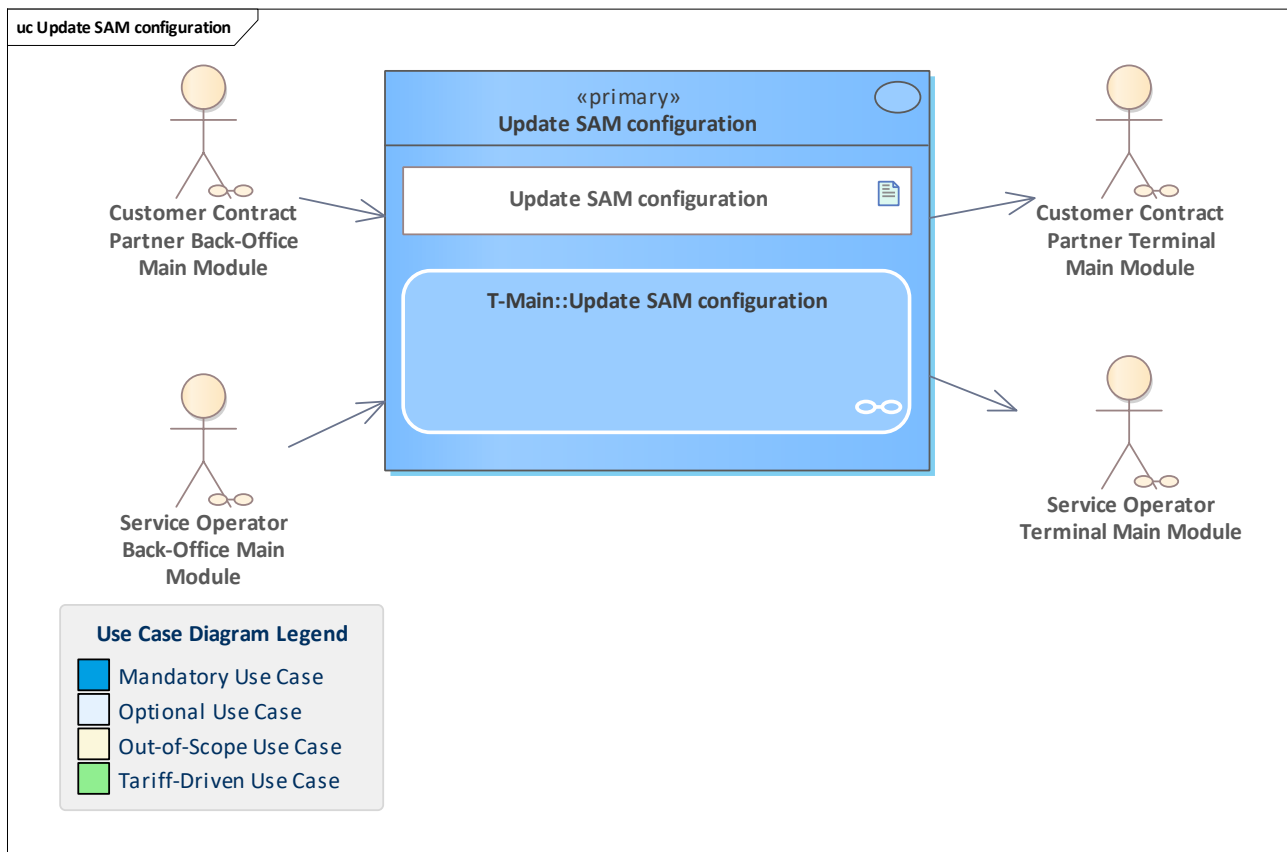 uc Update SAM configuration
«primary»
Update SAM configuration
Update SAM configuration
T-Main::Update SAM configuration
Customer Contract
Partner Back-Office
Main Module
Customer Contract
Partner Terminal
Main Module
Service Operator
Back-Office Main
Module
Service Operator
Terminal Main Module
Use Case Diagram Legend
Mandatory Use Case
Optional Use Case
Out-of-Scope Use Case
Tariff-Driven Use Case